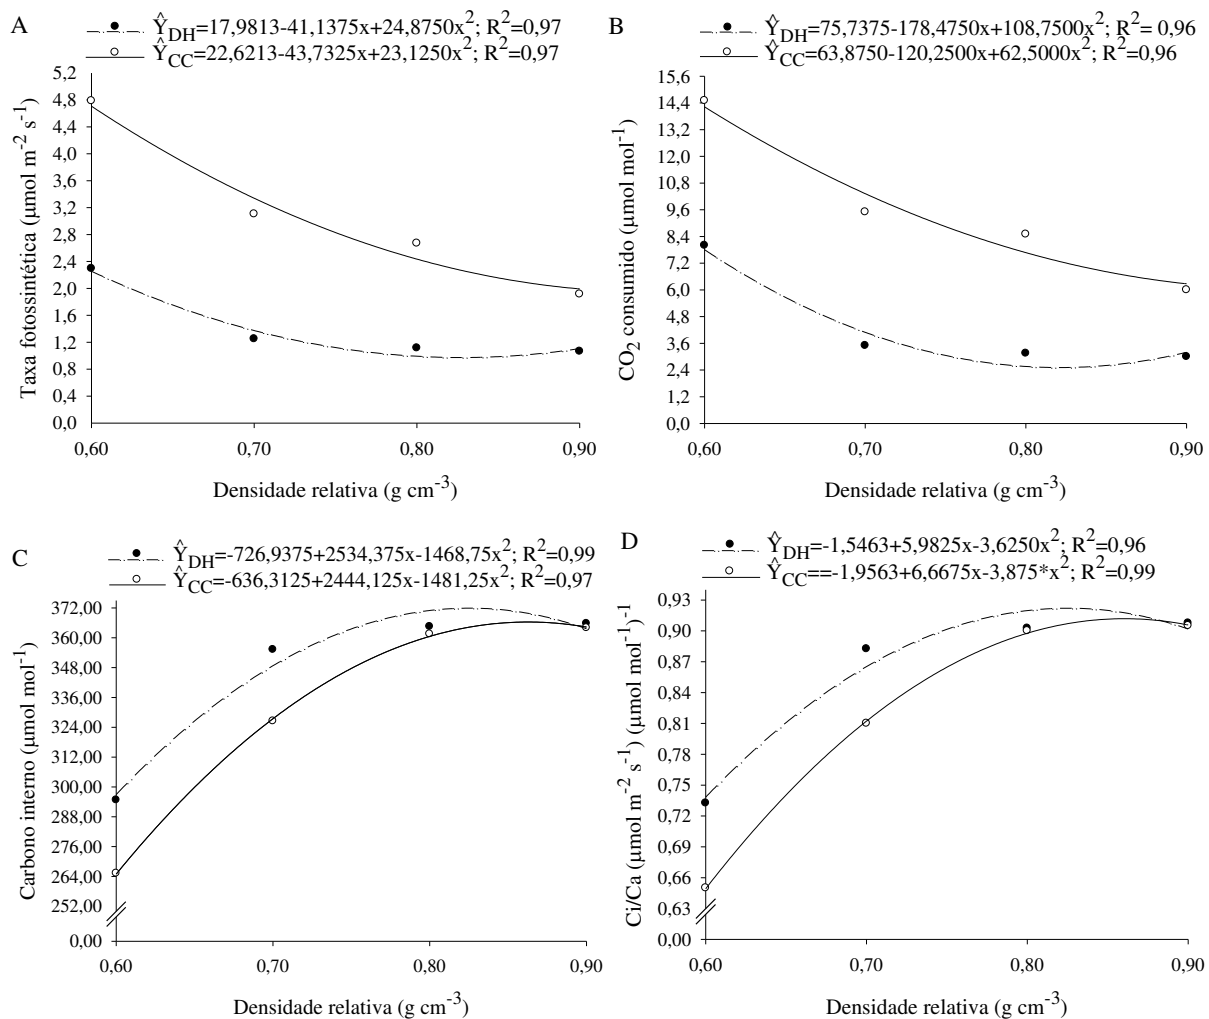 A
Ŷ_DH=17,9813-41,1375x+24,8750x²; R²=0,97
Ŷ_CC=22,6213-43,7325x+23,1250x²; R²=0,97
5,2
4,8
4,4
4,0
3,6
3,2
2,8
2,4
2,0
1,6
1,2
0,8
0,4
0,0
Taxa fotossintética (µmol m⁻² s⁻¹)
0,60 0,70 0,80 0,90
Densidade relativa (g cm⁻³)
B
Ŷ_DH=75,7375-178,4750x+108,7500x²; R²= 0,96
Ŷ_CC=63,8750-120,2500x+62,5000x²; R²=0,96
15,6
14,4
13,2
12,0
10,8
9,6
8,4
7,2
6,0
4,8
3,6
2,4
1,2
0,0
CO₂ consumido (µmol mol⁻¹)
0,60 0,70 0,80 0,90
Densidade relativa (g cm⁻³)
C
Ŷ_DH=-726,9375+2534,375x-1468,75x²; R²=0,99
Ŷ_CC=-636,3125+2444,125x-1481,25x²; R²=0,97
372,00
360,00
348,00
336,00
324,00
312,00
300,00
288,00
276,00
264,00
252,00
0,00
Carbono interno (µmol mol⁻¹)
0,60 0,70 0,80 0,90
Densidade relativa (g cm⁻³)
D
Ŷ_DH=-1,5463+5,9825x-3,6250x²; R²=0,96
Ŷ_CC==-1,9563+6,6675x-3,875*x²; R²=0,99
0,93
0,90
0,87
0,84
0,81
0,78
0,75
0,72
0,69
0,66
0,63
0,00
Ci/Ca (µmol m⁻² s⁻¹) (µmol mol⁻¹)⁻¹
0,60 0,70 0,80 0,90
Densidade relativa (g cm⁻³)